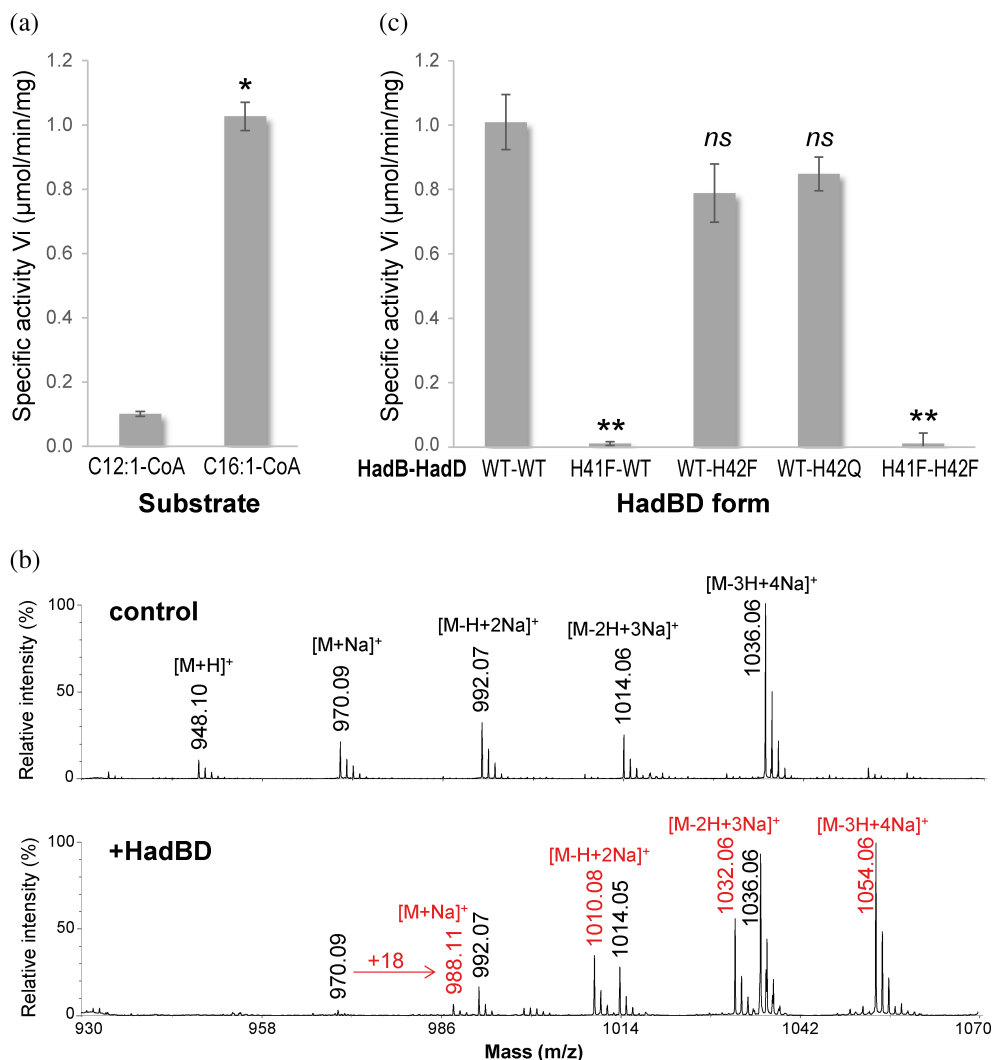 (a)
Specific activity Vi (µmol/min/mg)
1.2
1.0
0.8
0.6
0.4
0.2
0.0
*
C12:1-CoA C16:1-CoA
Substrate
(c)
Specific activity Vi (µmol/min/mg)
1.2
1.0
0.8
0.6
0.4
0.2
0.0
** ns ns **
HadB-HadD WT-WT H41F-WT WT-H42F WT-H42Q H41F-H42F
HadBD form
(b)
Relative intensity (%)
100
50
0
control
[M+H]+
948.10
[M+Na]+
970.09
[M-H+2Na]+
992.07
[M-2H+3Na]+
1014.06
[M-3H+4Na]+
1036.06
Relative intensity (%)
100
50
0
+HadBD
970.09
+18
[M+Na]+
988.11
992.07
[M-H+2Na]+
1010.08
1014.05
[M-2H+3Na]+
1032.06
1036.06
[M-3H+4Na]+
1054.06
930 958 986 1014 1042 1070
Mass (m/z)